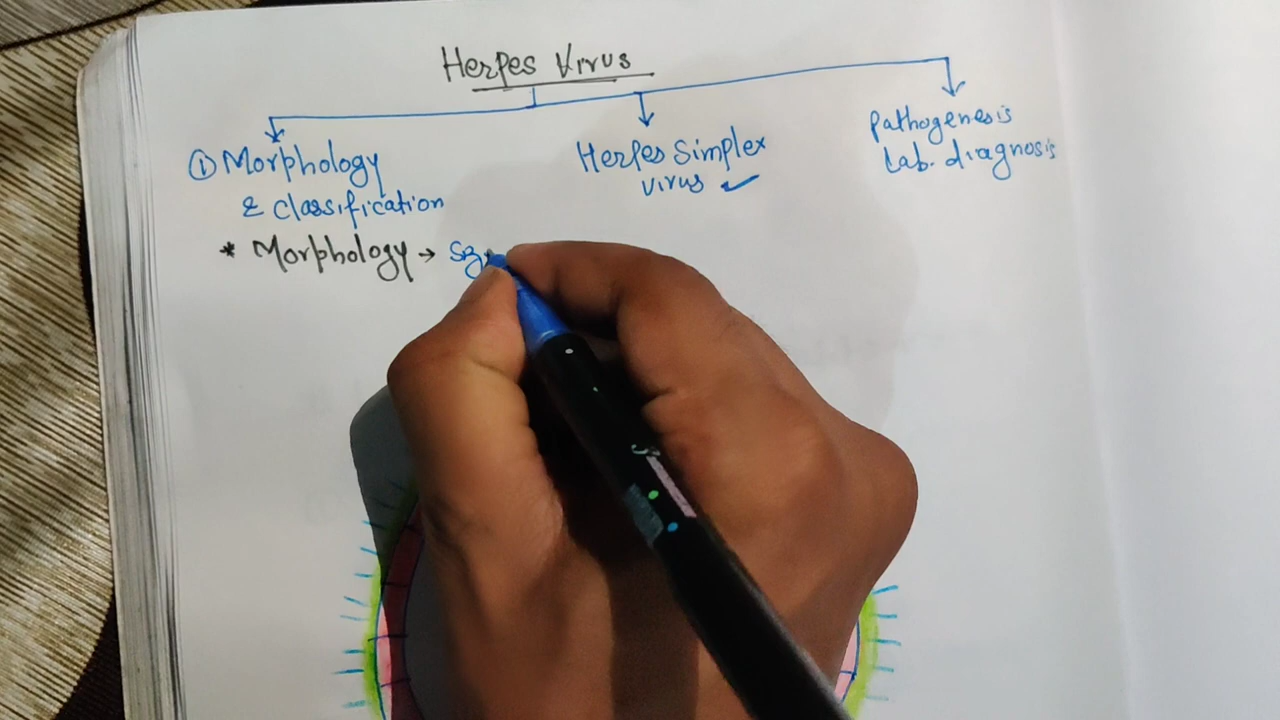 Herpes Virus
① Morphology
& classification
Herpes Simplex
virus ✓
Pathogenesis
Lab. diagnosis
* Morphology →